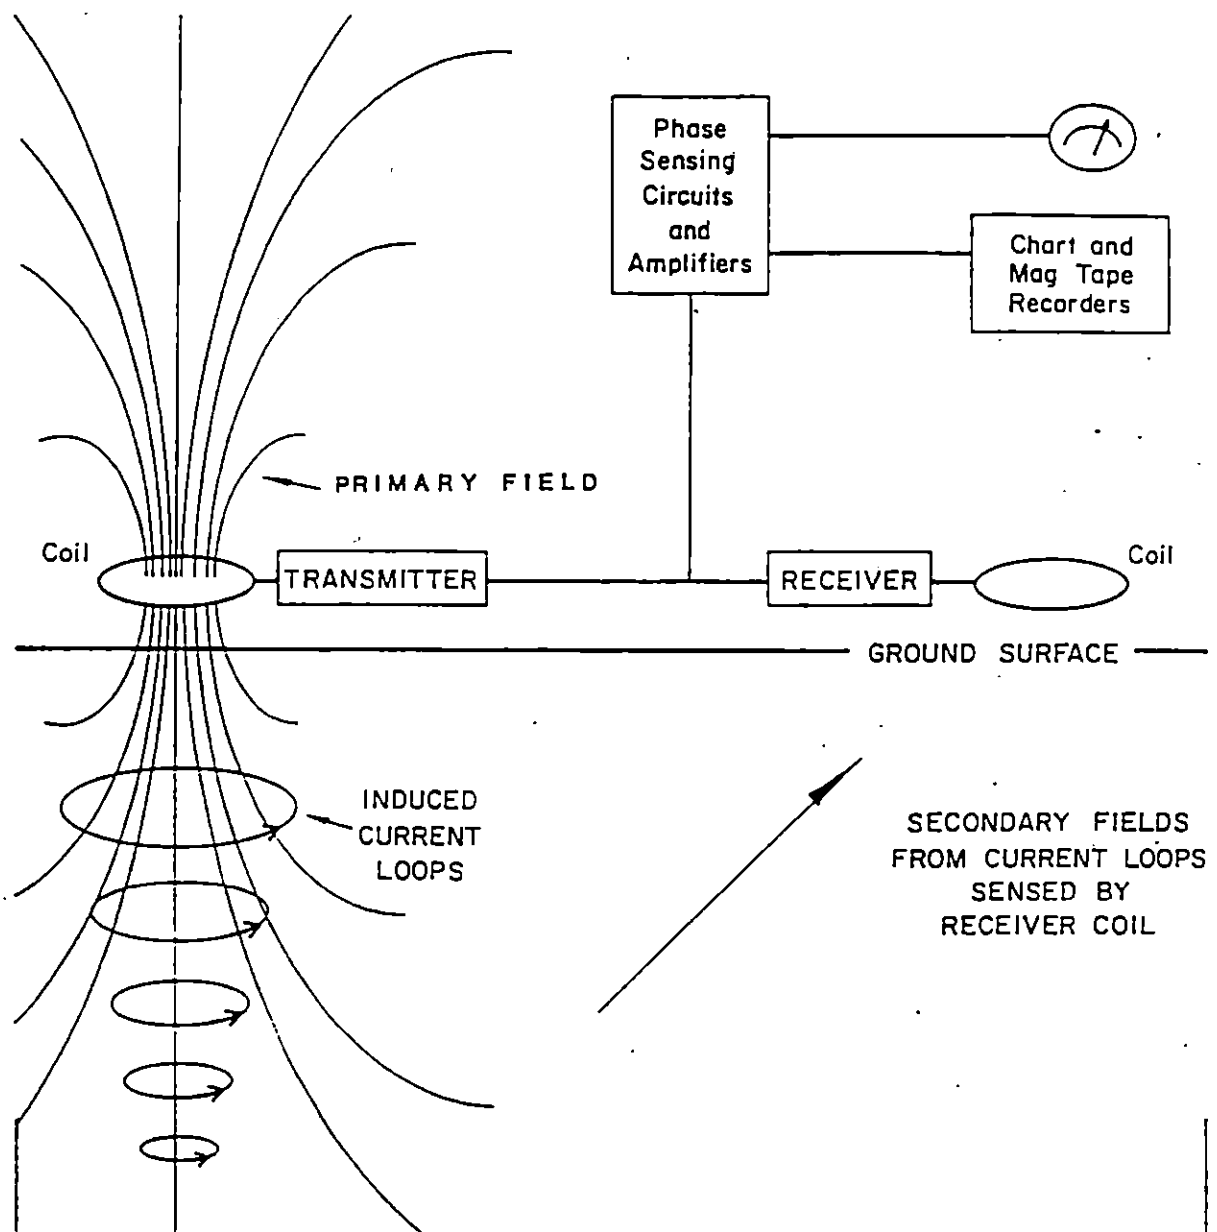 Phase
Sensing
Circuits
and
Amplifiers
Chart and
Mag Tape
Recorders
PRIMARY FIELD
Coil
TRANSMITTER
RECEIVER
Coil
GROUND SURFACE
INDUCED
CURRENT
LOOPS
SECONDARY FIELDS
FROM CURRENT LOOPS
SENSED BY
RECEIVER COIL